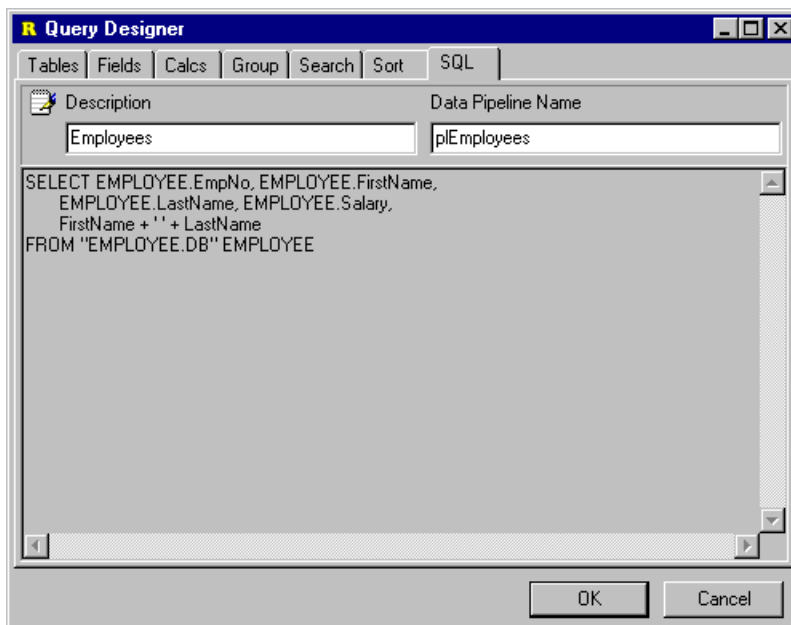 R Query Designer
Tables Fields Calcs Group Search Sort SQL
Description Data Pipeline Name
Employees plEmployees
SELECT EMPLOYEE.EmpNo, EMPLOYEE.FirstName,
EMPLOYEE.LastName, EMPLOYEE.Salary,
FirstName + ' ' + LastName
FROM "EMPLOYEE.DB" EMPLOYEE
OK Cancel